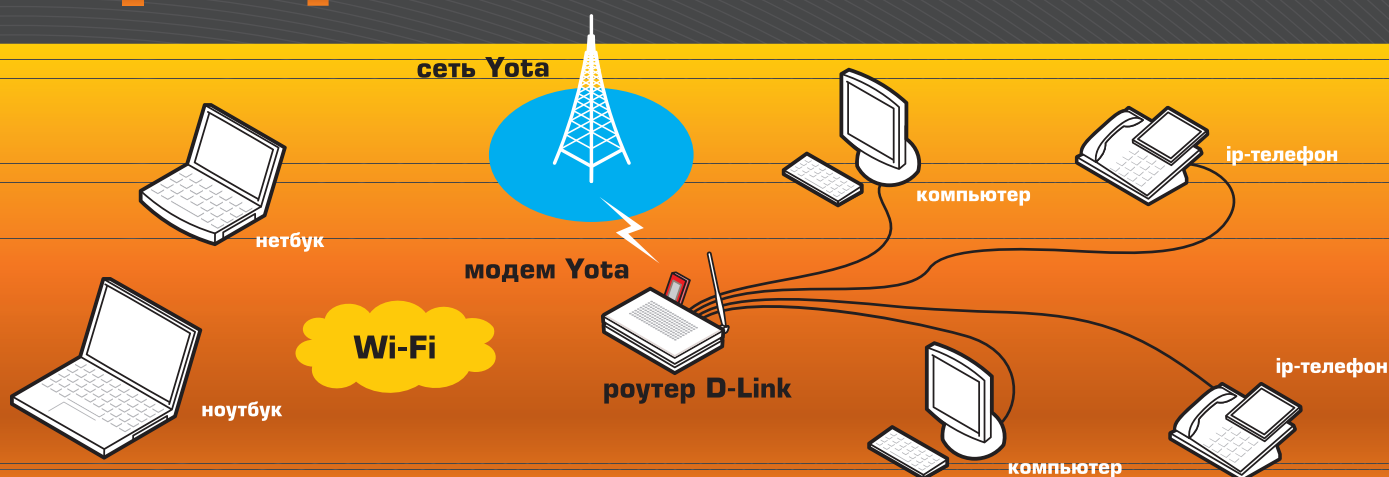 сеть Yota
ip-телефон
компьютер
нетбук
модем Yota
Wi-Fi
ip-телефон
роутер D-Link
ноутбук
компьютер